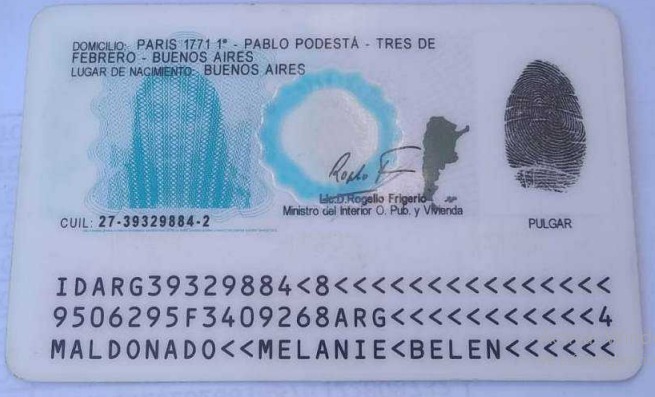 DOMICILIO: PARIS 1771 1° - PABLO PODESTÁ - TRES DE
FEBRERO - BUENOS AIRES
LUGAR DE NACIMIENTO: BUENOS AIRES
Lic.D.Rogelio Frigerio
Ministro del Interior O. Pub. y Vivienda
CUIL: 27-39329884-2
PULGAR
IDARG39329884<8<<<<<<<<<<<<<<<
9506295F3409268ARG<<<<<<<<<<<4
MALDONADO<<MELANIE<BELEN<<<<<<